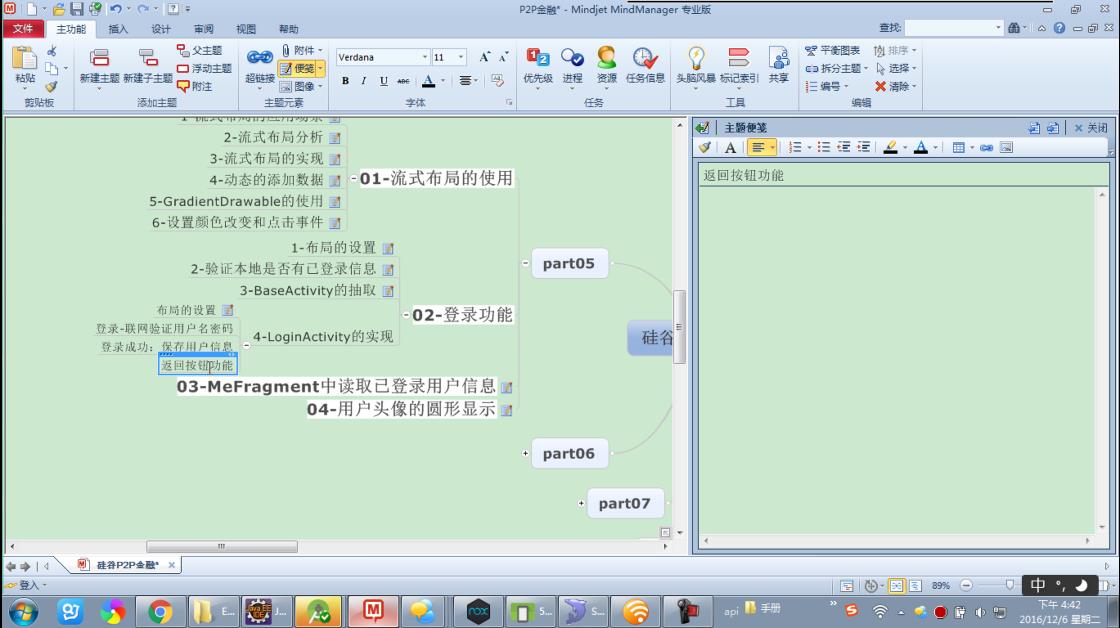 P2P金融* - Mindjet MindManager 专业版
文件 主功能 插入 设计 审阅 视图 帮助 查找:
粘贴 新建主题 新建子主题 父主题 浮动主题 附注 超链接 附件 便笺 图像 Verdana 11 优先级 进程 资源 任务信息 头脑风暴 标记索引 共享 平衡图表 拆分主题 编号 排序 选择 清除
B I U ABC A
剪贴板 添加主题 主题元素 字体 任务 工具 编辑
主题便笺 关闭
返回按钮功能
1-流式布局的应用场景
2-流式布局分析
3-流式布局的实现
4-动态的添加数据
5-GradientDrawable的使用
6-设置颜色改变和点击事件
01-流式布局的使用
1-布局的设置
2-验证本地是否有已登录信息
3-BaseActivity的抽取
布局的设置
登录-联网验证用户名密码
登录成功: 保存用户信息
返回按钮功能
4-LoginActivity的实现
02-登录功能
03-MeFragment中读取已登录用户信息
04-用户头像的圆形显示
part05
part06
part07
硅谷
硅谷P2P金融*
登入 89% 中
E... J... 5... S... api 手册
下午 4:42
2016/12/6 星期二